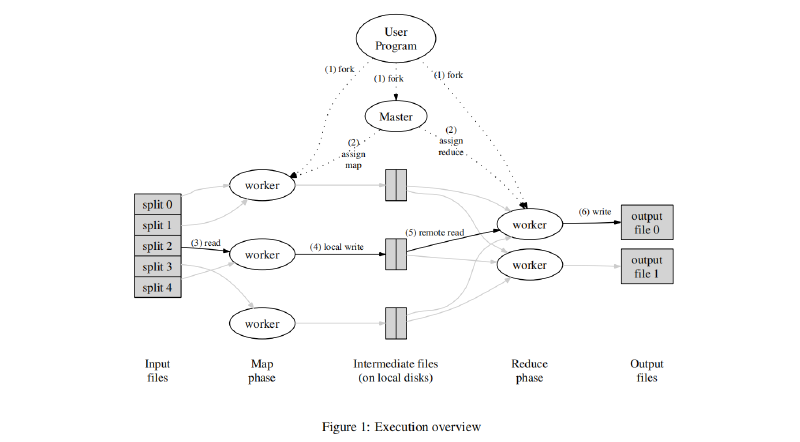 User
Program
(1) fork
(1) fork
(1) fork
Master
(2)
assign
map
(2)
assign
reduce
worker
split 0
split 1
split 2
split 3
split 4
(3) read
worker
(4) local write
(5) remote read
worker
worker
worker
(6) write
output
file 0
output
file 1
Input
files
Map
phase
Intermediate files
(on local disks)
Reduce
phase
Output
files
Figure 1: Execution overview